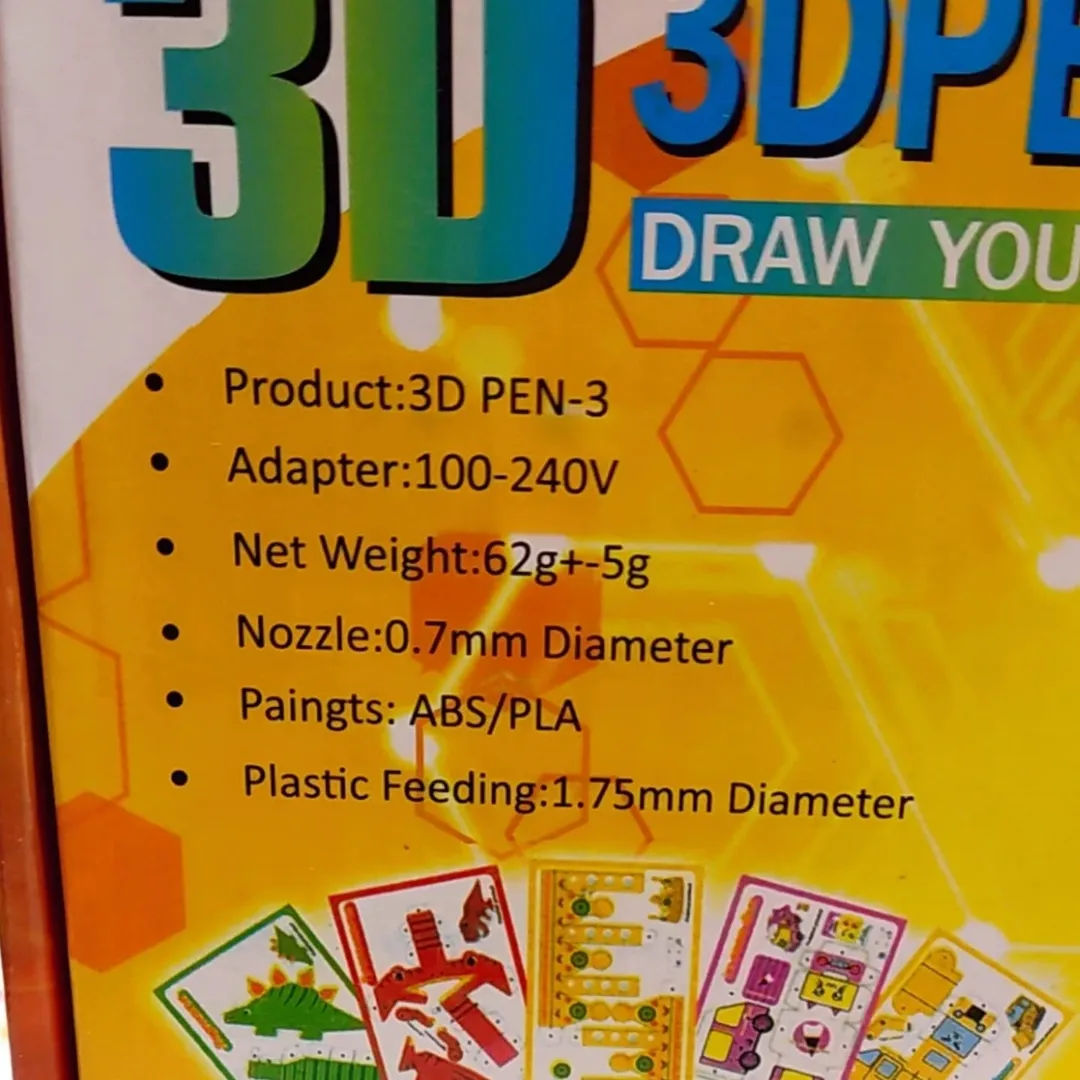 3D
3DPE
DRAW YOU
• Product:3D PEN-3
• Adapter:100-240V
• Net Weight:62g+-5g
• Nozzle:0.7mm Diameter
• Paingts: ABS/PLA
• Plastic Feeding:1.75mm Diameter